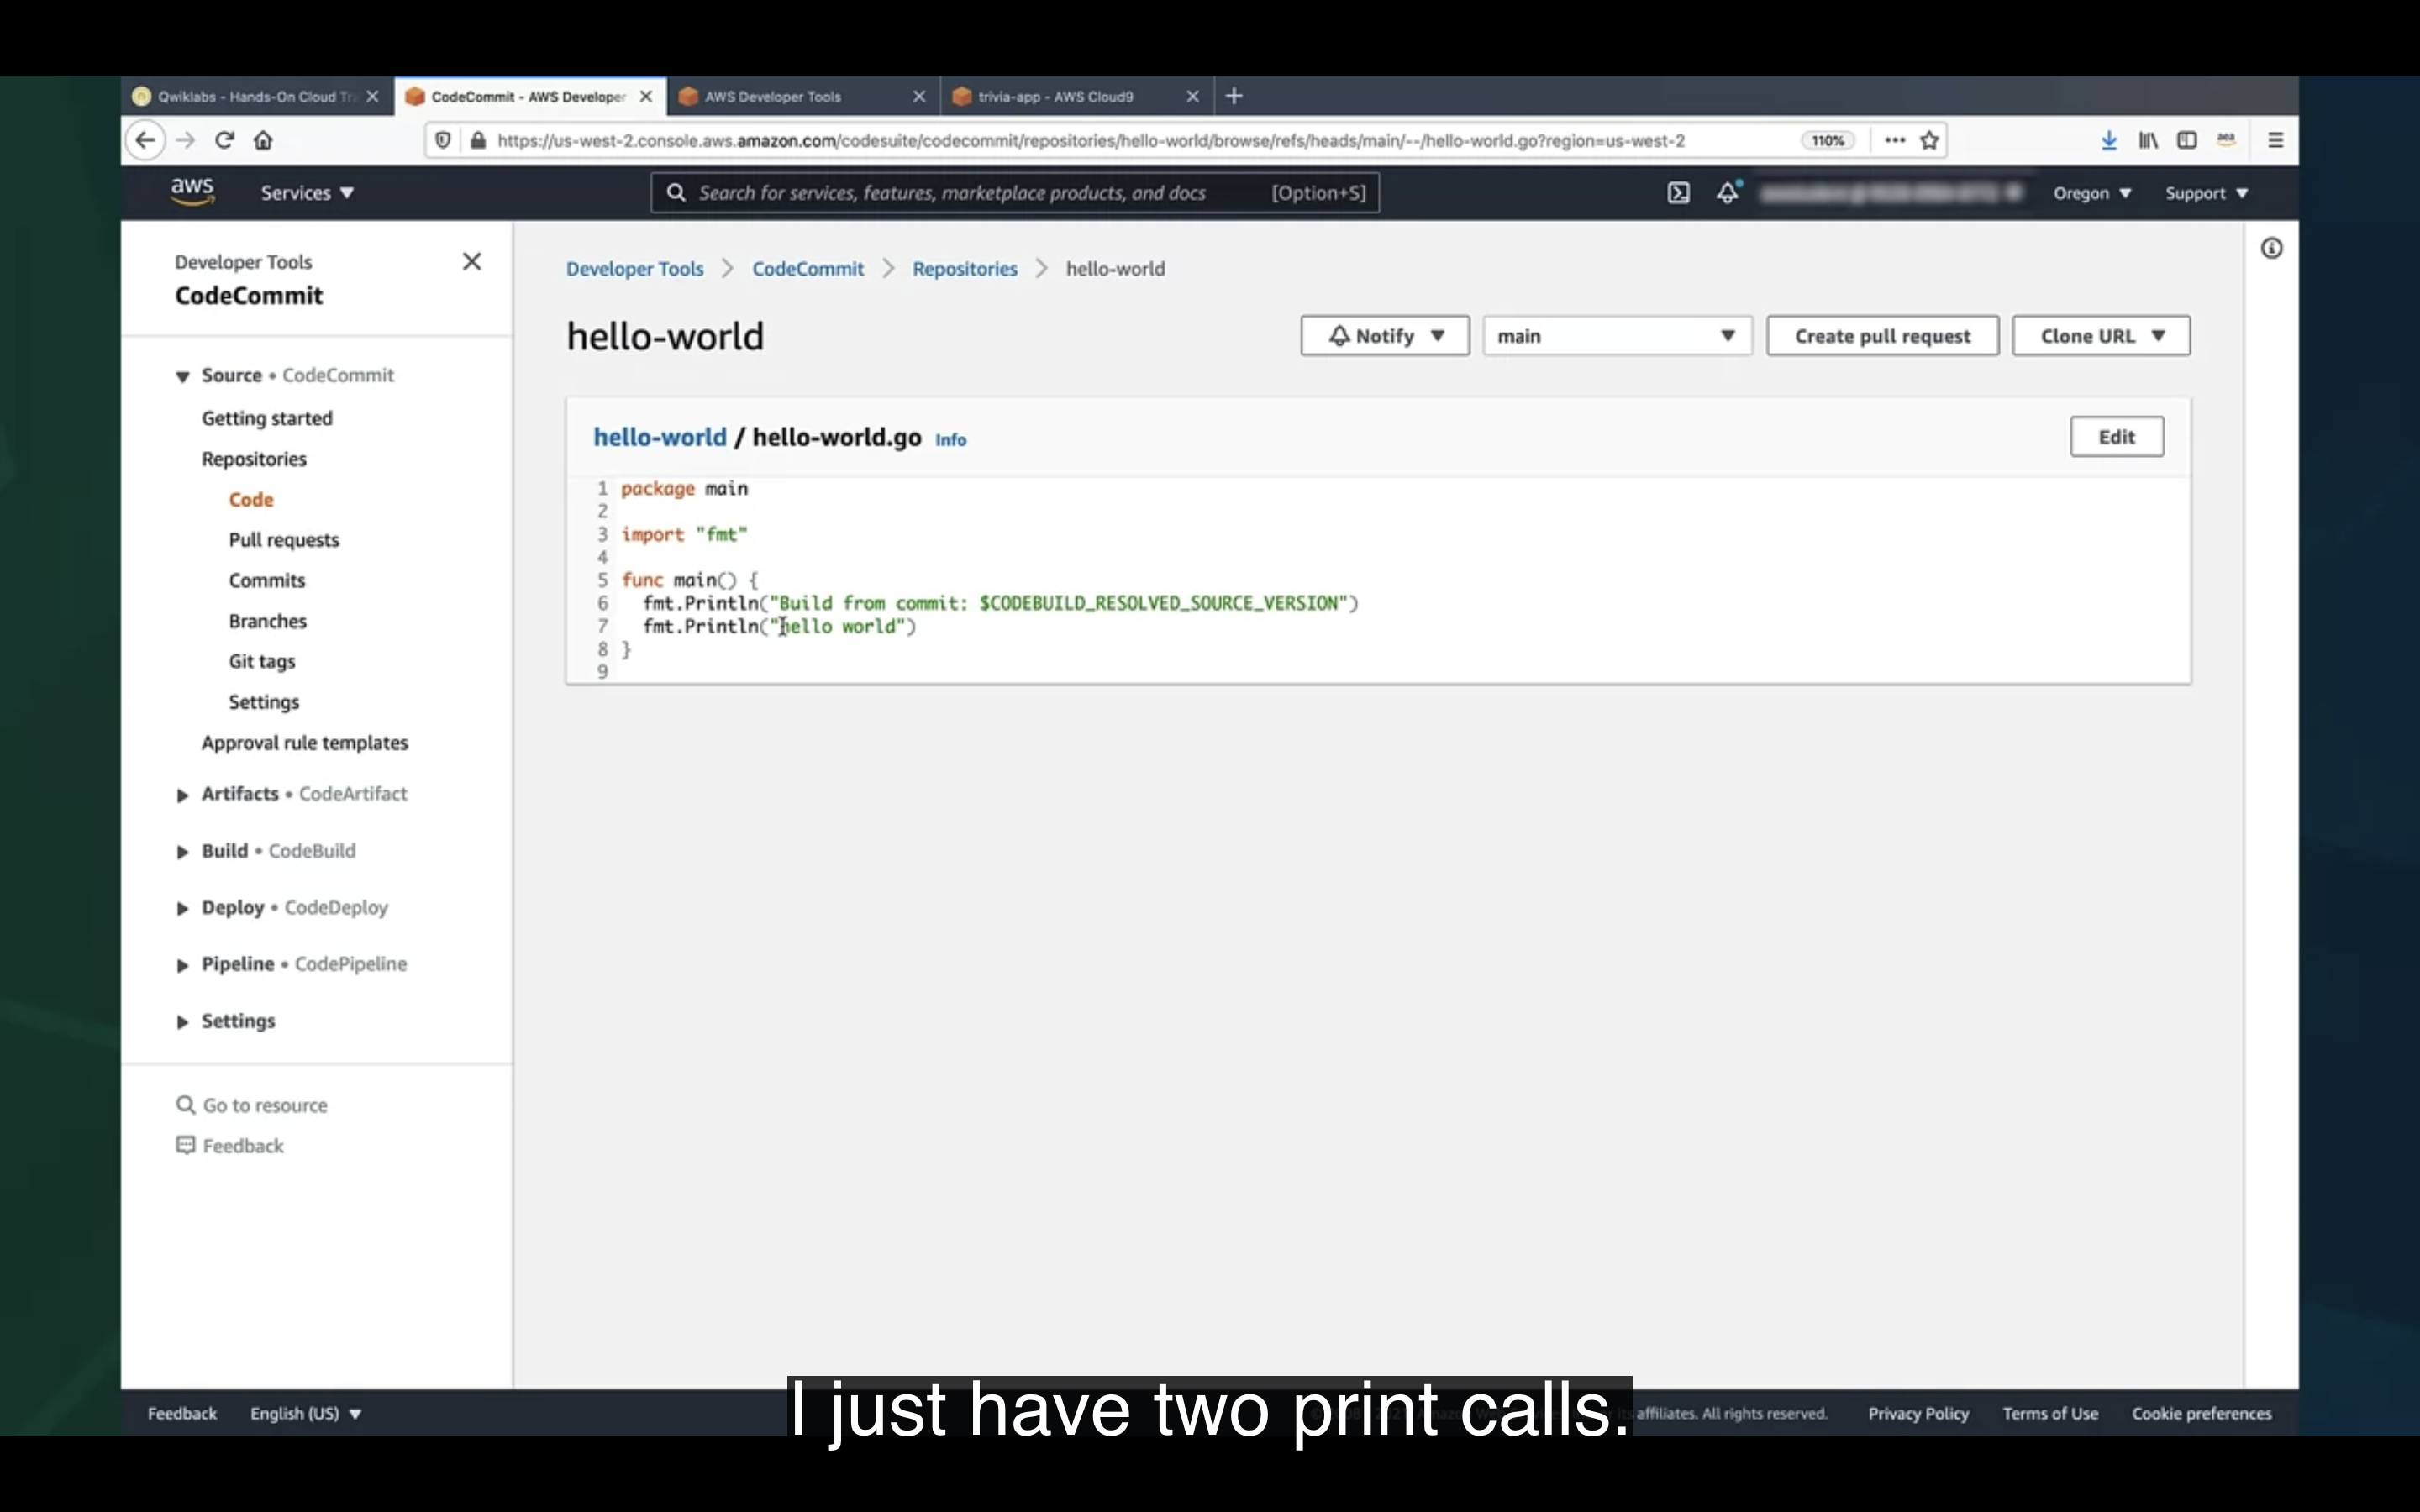 Qwiklabs - Hands-On Cloud Tr
CodeCommit - AWS Developer
AWS Developer Tools
trivia-app - AWS Cloud9
https://us-west-2.console.aws.amazon.com/codesuite/codecommit/repositories/hello-world/browse/refs/heads/main/--/hello-world.go?region=us-west-2
110%
aws
Services
Search for services, features, marketplace products, and docs
[Option+S]
Oregon
Support
Developer Tools
CodeCommit
Source • CodeCommit
Getting started
Repositories
Code
Pull requests
Commits
Branches
Git tags
Settings
Approval rule templates
Artifacts • CodeArtifact
Build • CodeBuild
Deploy • CodeDeploy
Pipeline • CodePipeline
Settings
Go to resource
Feedback
Developer Tools > CodeCommit > Repositories > hello-world
hello-world
Notify
main
Create pull request
Clone URL
hello-world / hello-world.go Info
Edit
1 package main
2
3 import "fmt"
4
5 func main() {
6 fmt.Println("Build from commit: $CODEBUILD_RESOLVED_SOURCE_VERSION")
7 fmt.Println("hello world")
8 }
9
I just have two print calls.
Feedback
English (US)
affiliates. All rights reserved.
Privacy Policy
Terms of Use
Cookie preferences